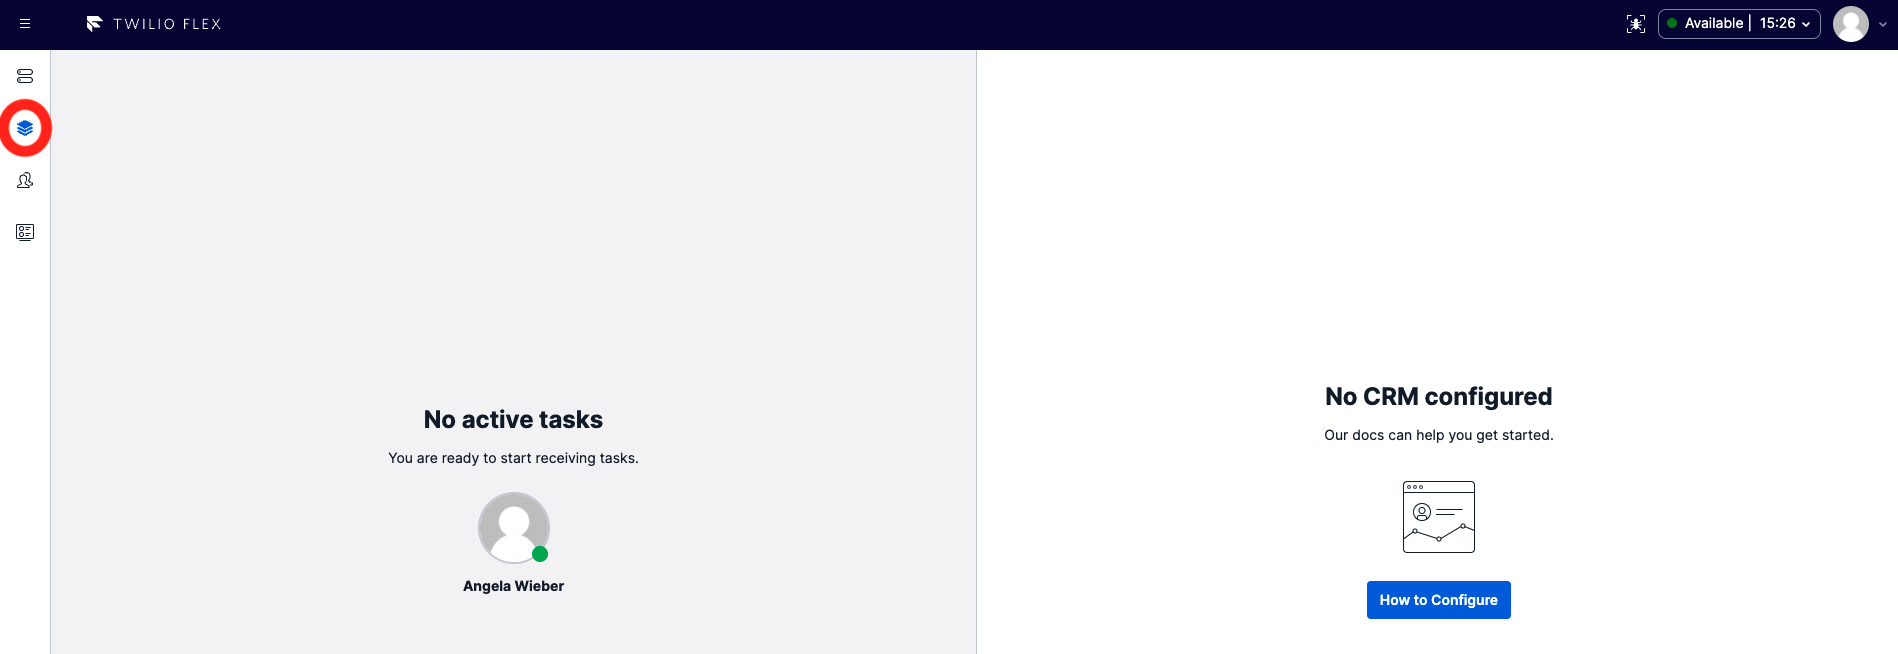 TWILIO FLEX
Available | 15:26
No active tasks
You are ready to start receiving tasks.
Angela Wieber
No CRM configured
Our docs can help you get started.
How to Configure